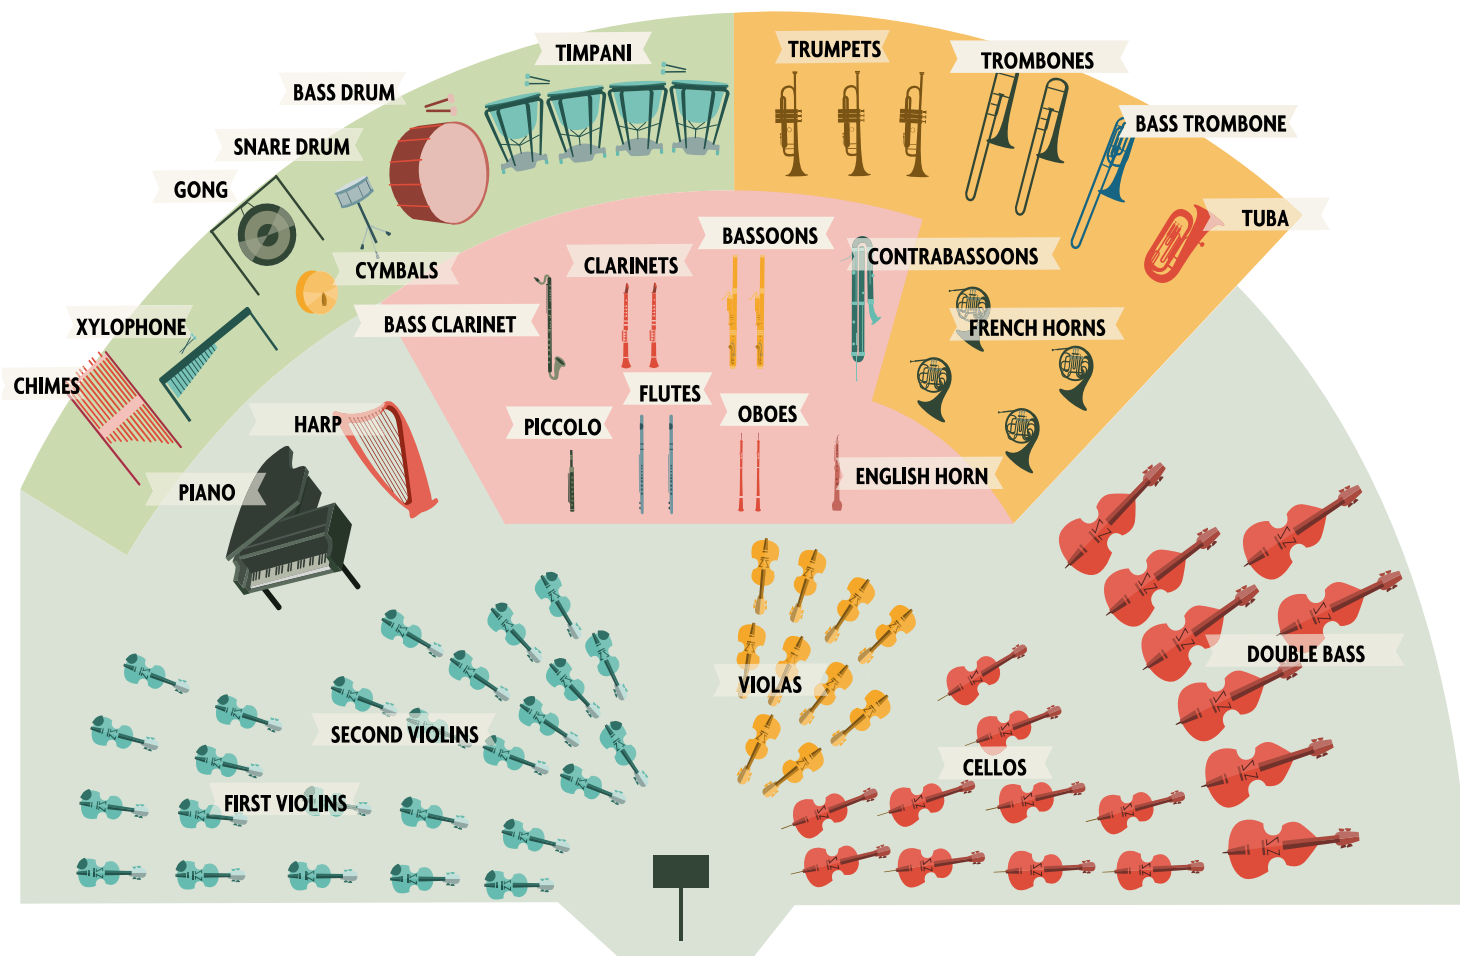 TIMPANI
TRUMPETS
TROMBONES
BASS DRUM
BASS TROMBONE
SNARE DRUM
GONG
TUBA
BASSOONS
CLARINETS
CONTRABASSOONS
CYMBALS
BASS CLARINET
XYLOPHONE
FRENCH HORNS
CHIMES
FLUTES
OBOES
HARP
PICCOLO
ENGLISH HORN
PIANO
DOUBLE BASS
VIOLAS
SECOND VIOLINS
CELLOS
FIRST VIOLINS